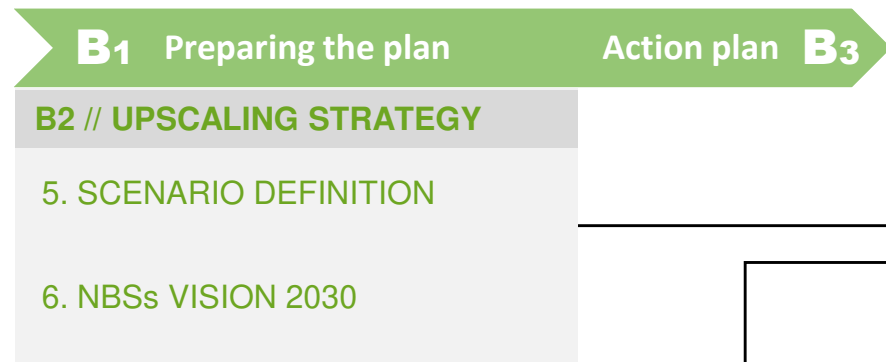 B1 Preparing the plan Action plan B3
B2 // UPSCALING STRATEGY
5. SCENARIO DEFINITION
6. NBSs VISION 2030